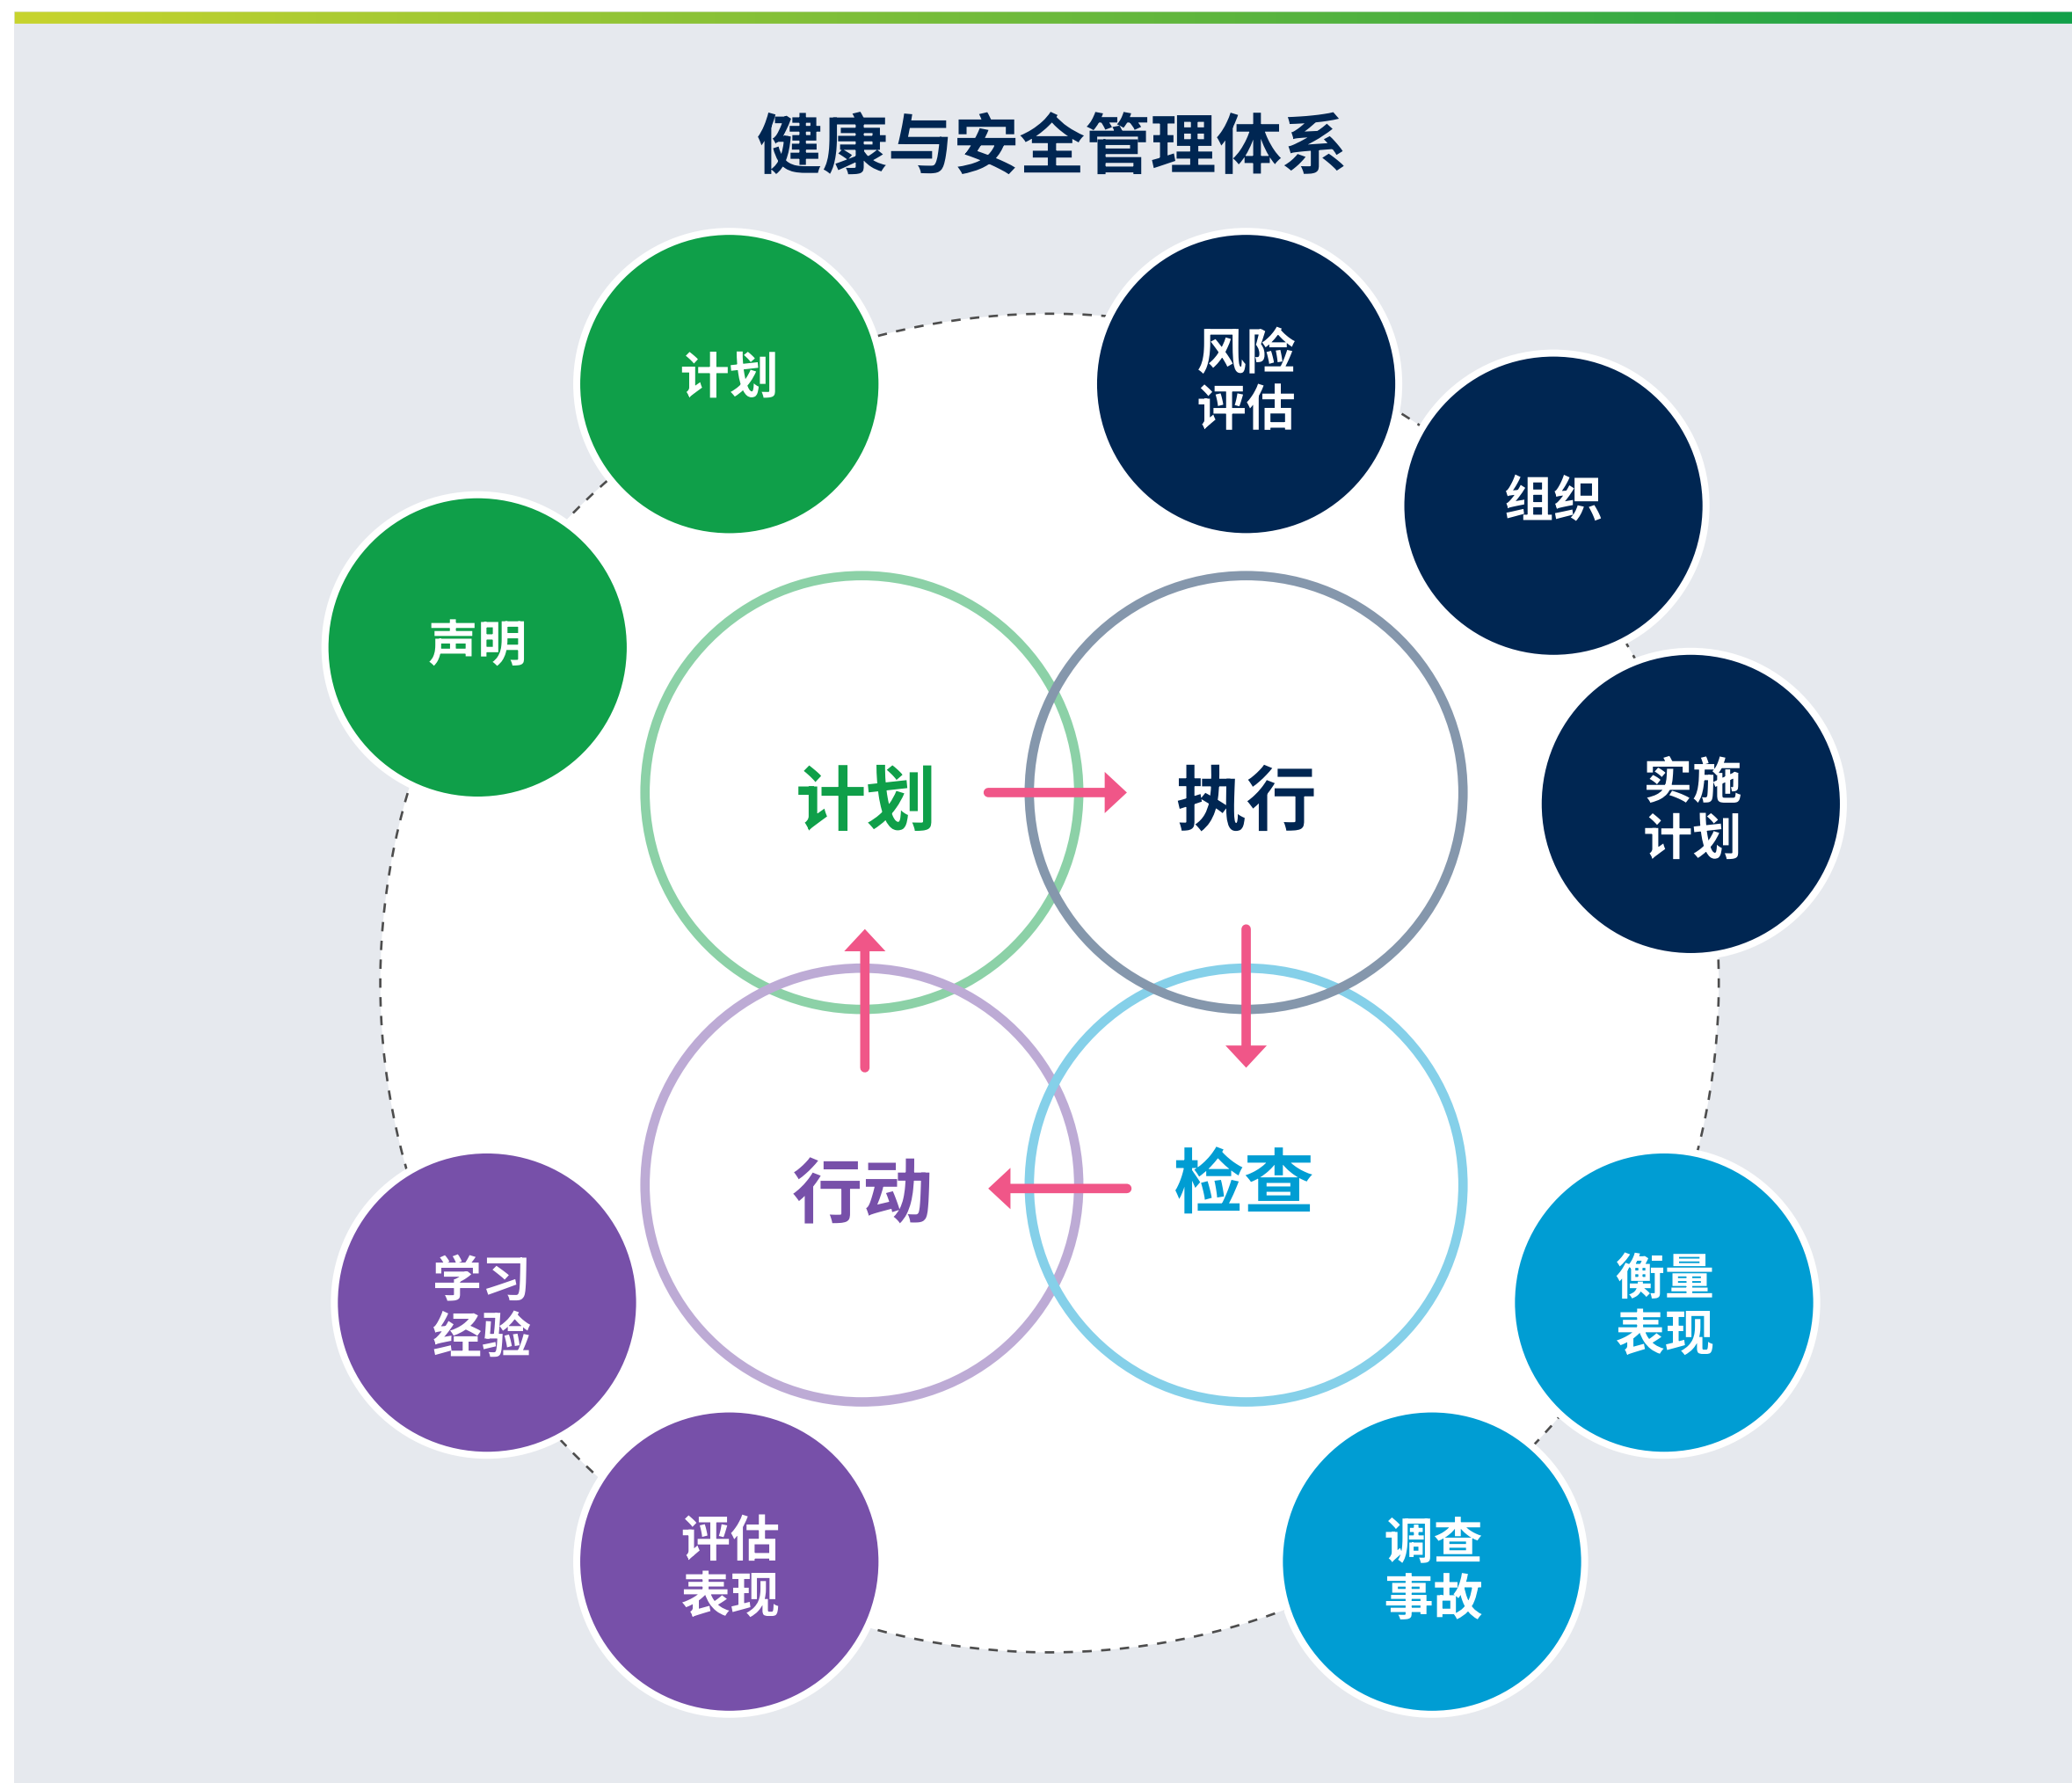 健康与安全管理体系
计划
风险
评估
组织
声明
买购
计划
计划
执行
行动
检查
学习
经验
衡量
表现
评估
表现
调查
事故